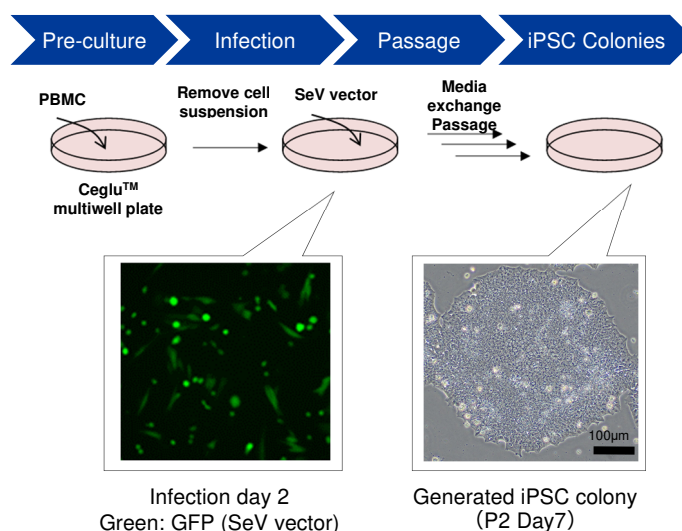 Pre-culture
Infection
Passage
iPSC Colonies
PBMC
Remove cell
suspension
SeV vector
Media
exchange
Passage
Ceglu™
multiwell plate
100μm
Infection day 2
Green: GFP (SeV vector)
Generated iPSC colony
(P2 Day7)